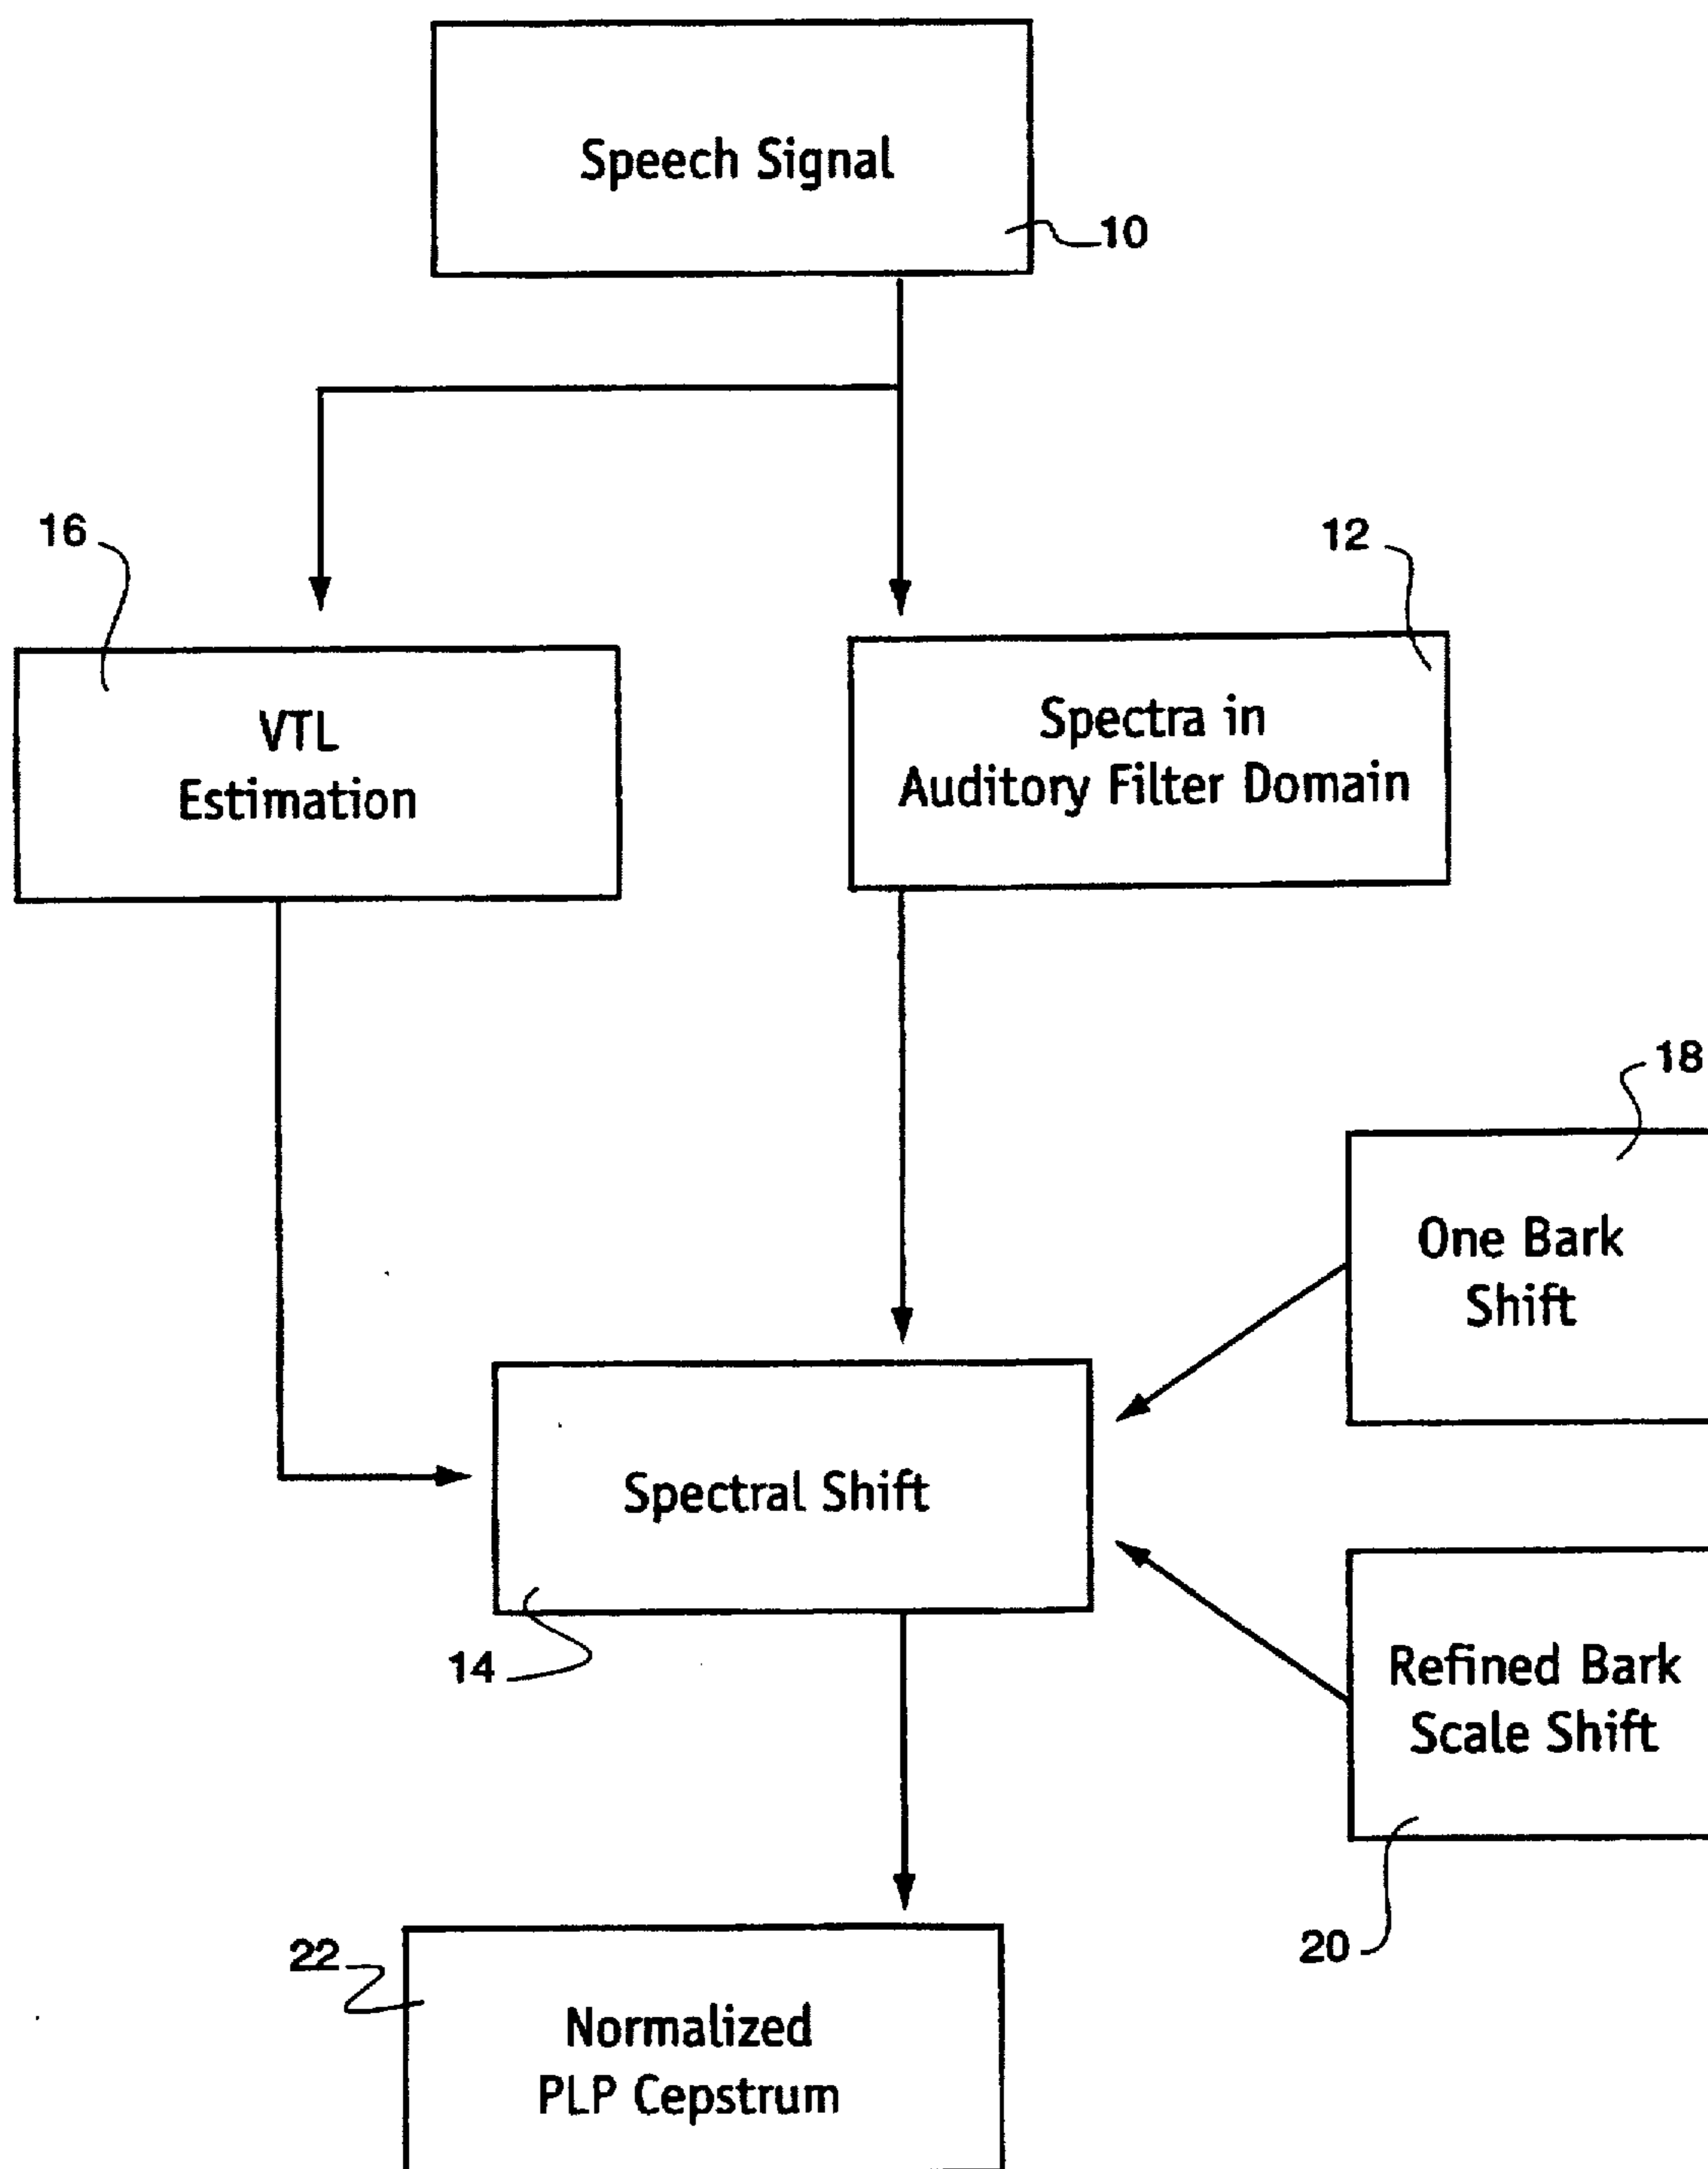 Speech Signal
10
16
12
VTL
Estimation
Spectra in
Auditory Filter Domain
18
One Bark
Shift
Spectral Shift
14
Refined Bark
Scale Shift
20
22
Normalized
PLP Cepstrum